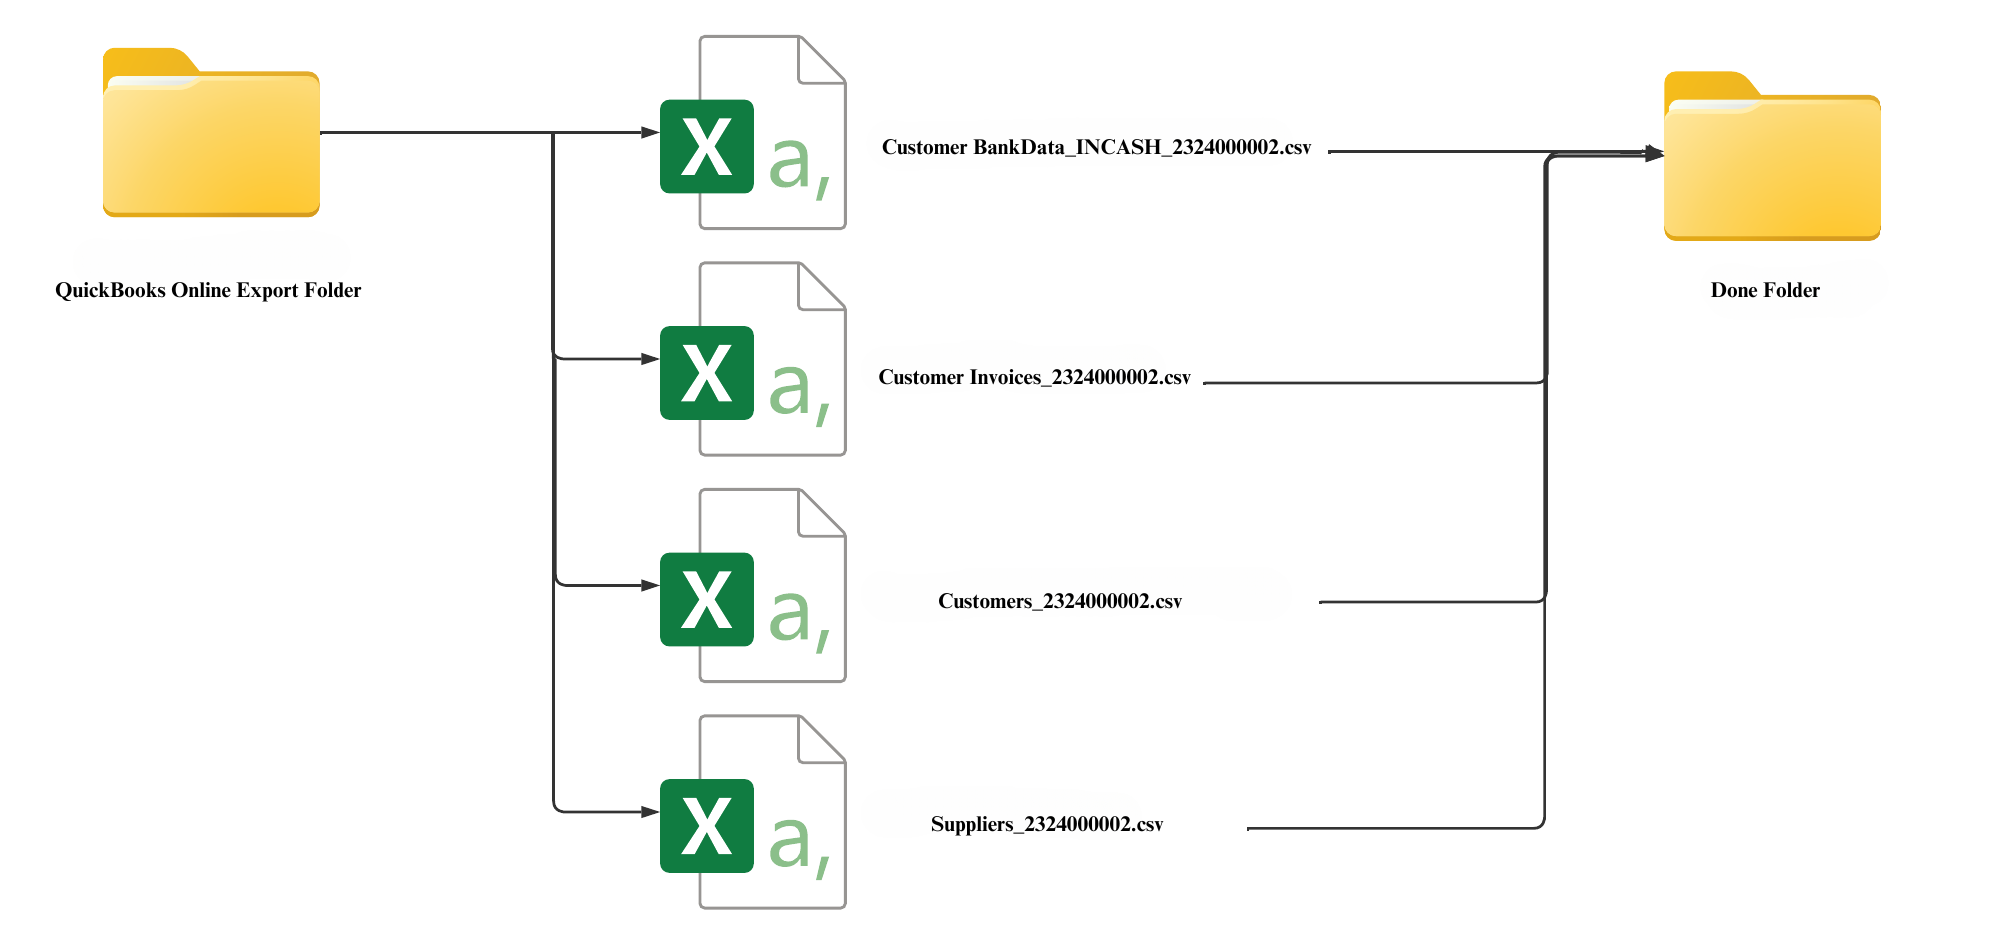 X
a,
Customer BankData_INCASH_2324000002.csv
QuickBooks Online Export Folder
Done Folder
X
a,
Customer Invoices_2324000002.csv
X
a,
Customers_2324000002.csv
X
a,
Suppliers_2324000002.csv